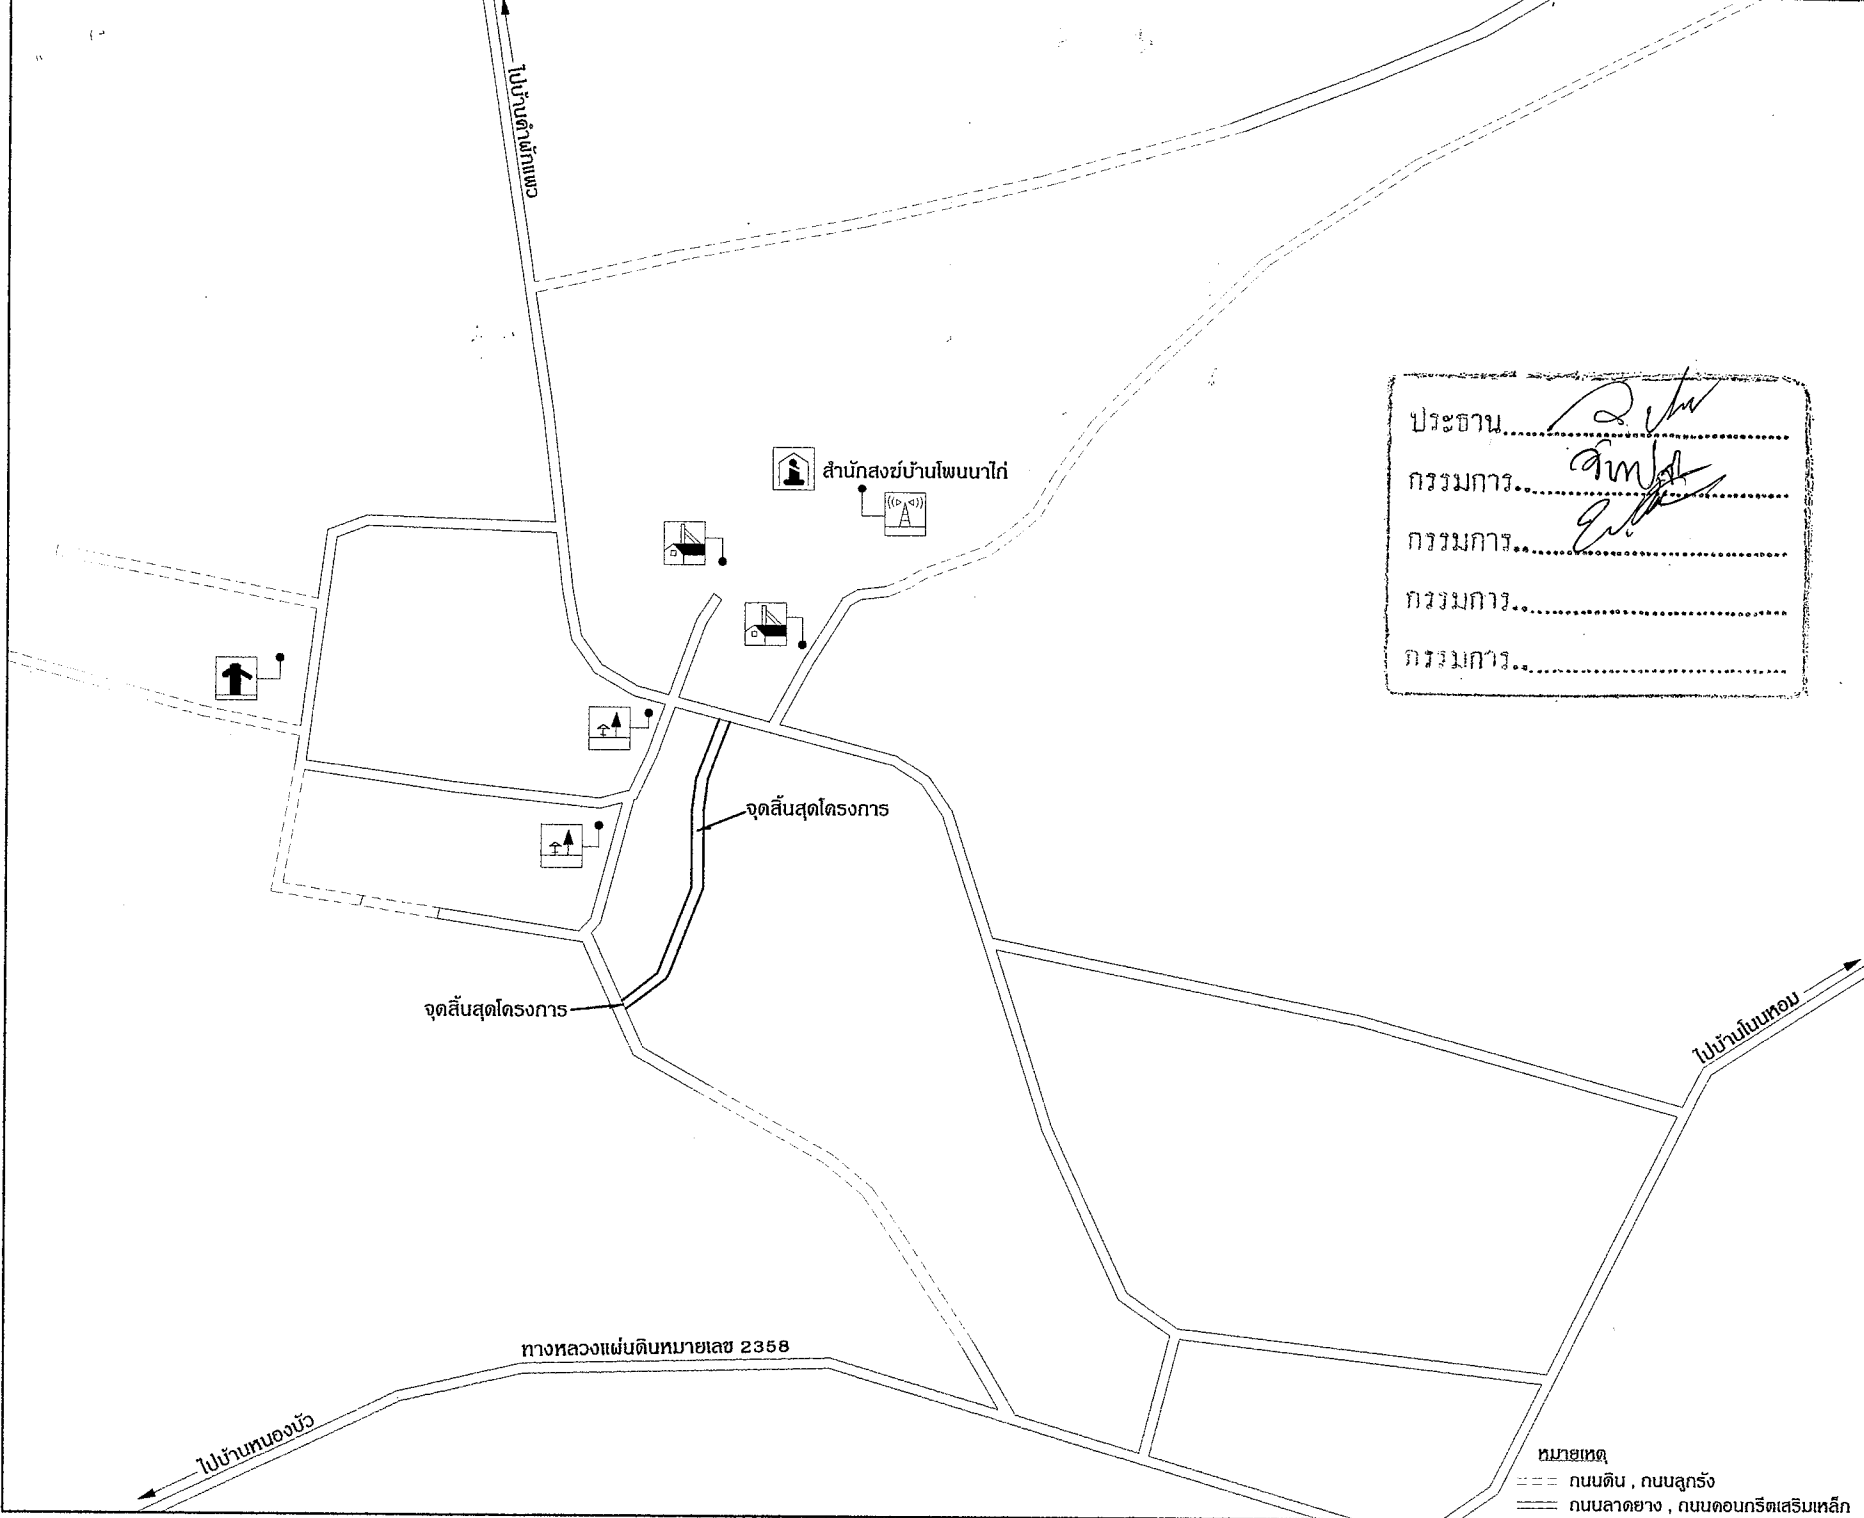 ไปบ้านคำผักแพว
สำนักสงฆ์บ้านโพนนาไก่
ประธาน
กรรมการ
กรรมการ
กรรมการ
กรรมการ
จุดสิ้นสุดโครงการ
จุดสิ้นสุดโครงการ
ไปบ้านโนนหอม
ทางหลวงแผ่นดินหมายเลข 2358
ไปบ้านหนองบัว
หมายเหตุ
ถนนดิน , ถนนลูกรัง
ถนนลาดยาง , ถนนคอนกรีตเสริมเหล็ก